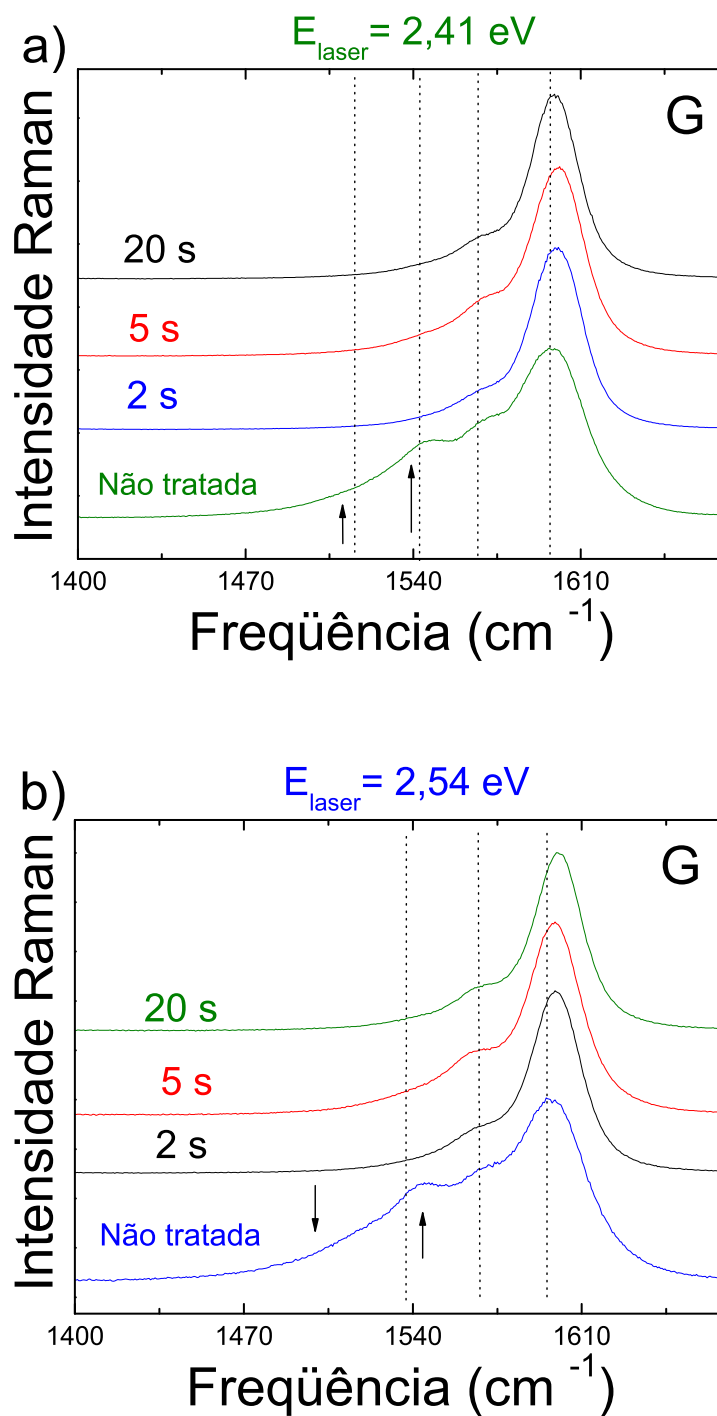 a)
E_laser = 2,41 eV
G
20 s
5 s
2 s
Não tratada
Intensidade Raman
1400 1470 1540 1610
Freqüência (cm ⁻¹)
b)
E_laser = 2,54 eV
G
20 s
5 s
2 s
Não tratada
Intensidade Raman
1400 1470 1540 1610
Freqüência (cm ⁻¹)